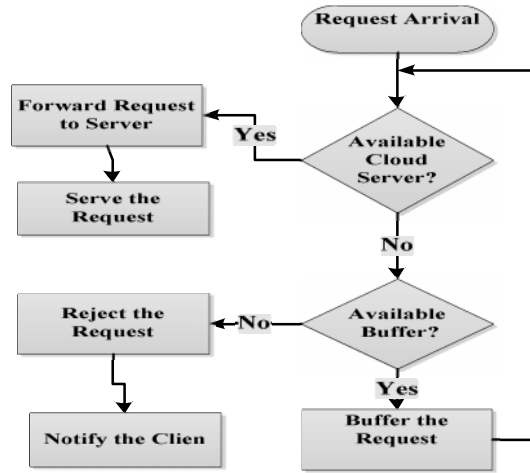 Request Arrival
Forward Request
to Server
Yes
Available
Cloud
Server?
Serve the
Request
No
Reject the
Request
No
Available
Buffer?
Yes
Notify the Clien
Buffer the
Request